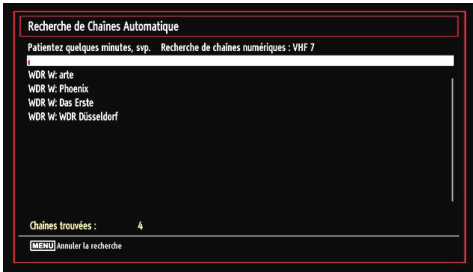 Recherche de Chaînes Automatique
Patientez quelques minutes, svp. Recherche de chaînes numériques : VHF 7
WDR W: arte
WDR W: Phoenix
WDR W: Das Erste
WDR W: WDR Düsseldorf
Chaînes trouvées : 4
MENU Annuler la recherche